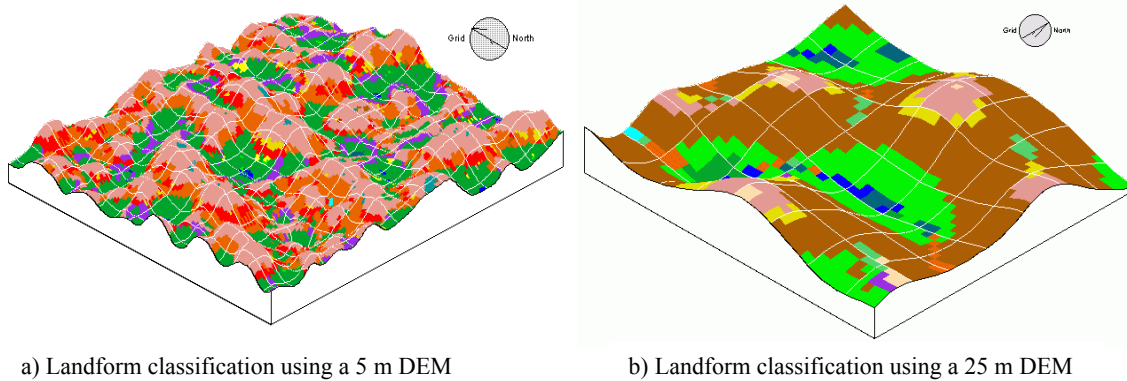 Grid North
Grid North
a) Landform classification using a 5 m DEM
b) Landform classification using a 25 m DEM